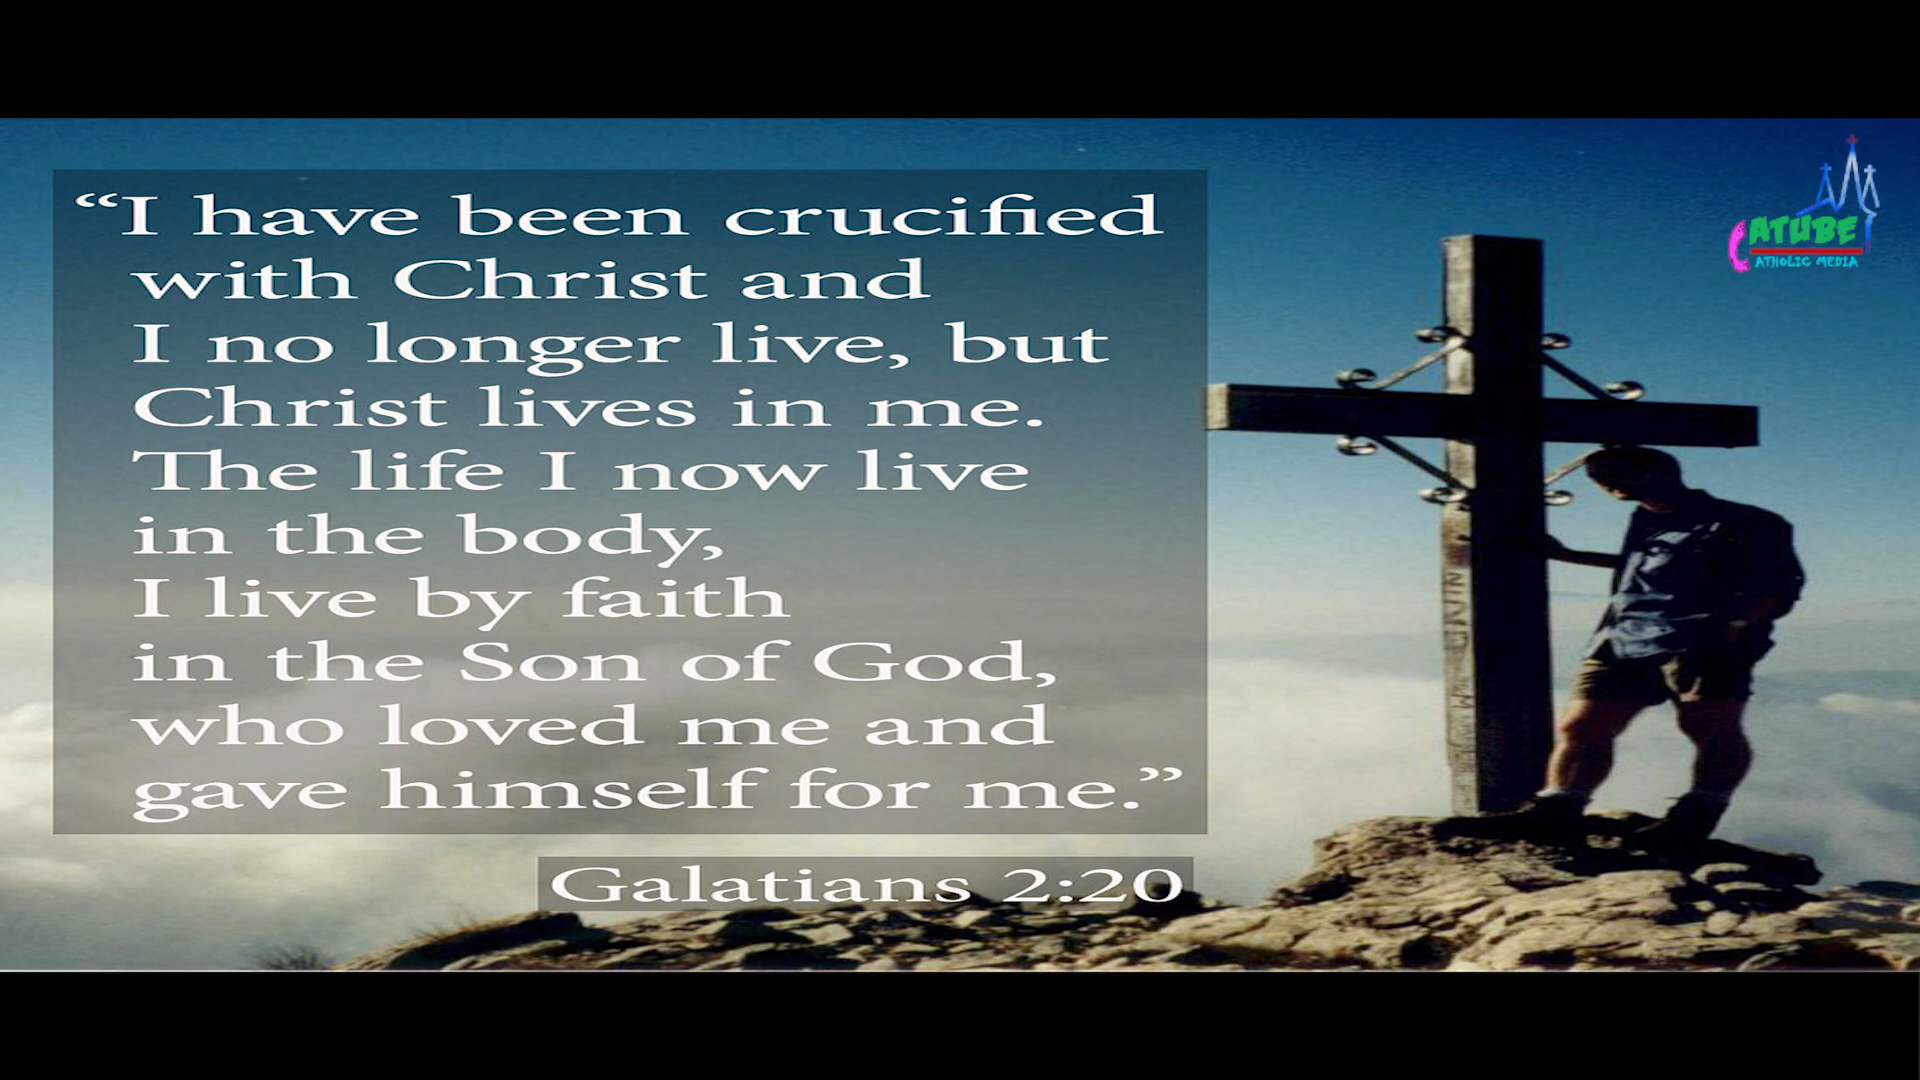 “I have been crucified
with Christ and
I no longer live, but
Christ lives in me.
The life I now live
in the body,
I live by faith
in the Son of God,
who loved me and
gave himself for me.”
Galatians 2:20
CATUBE
CATHOLIC MEDIA